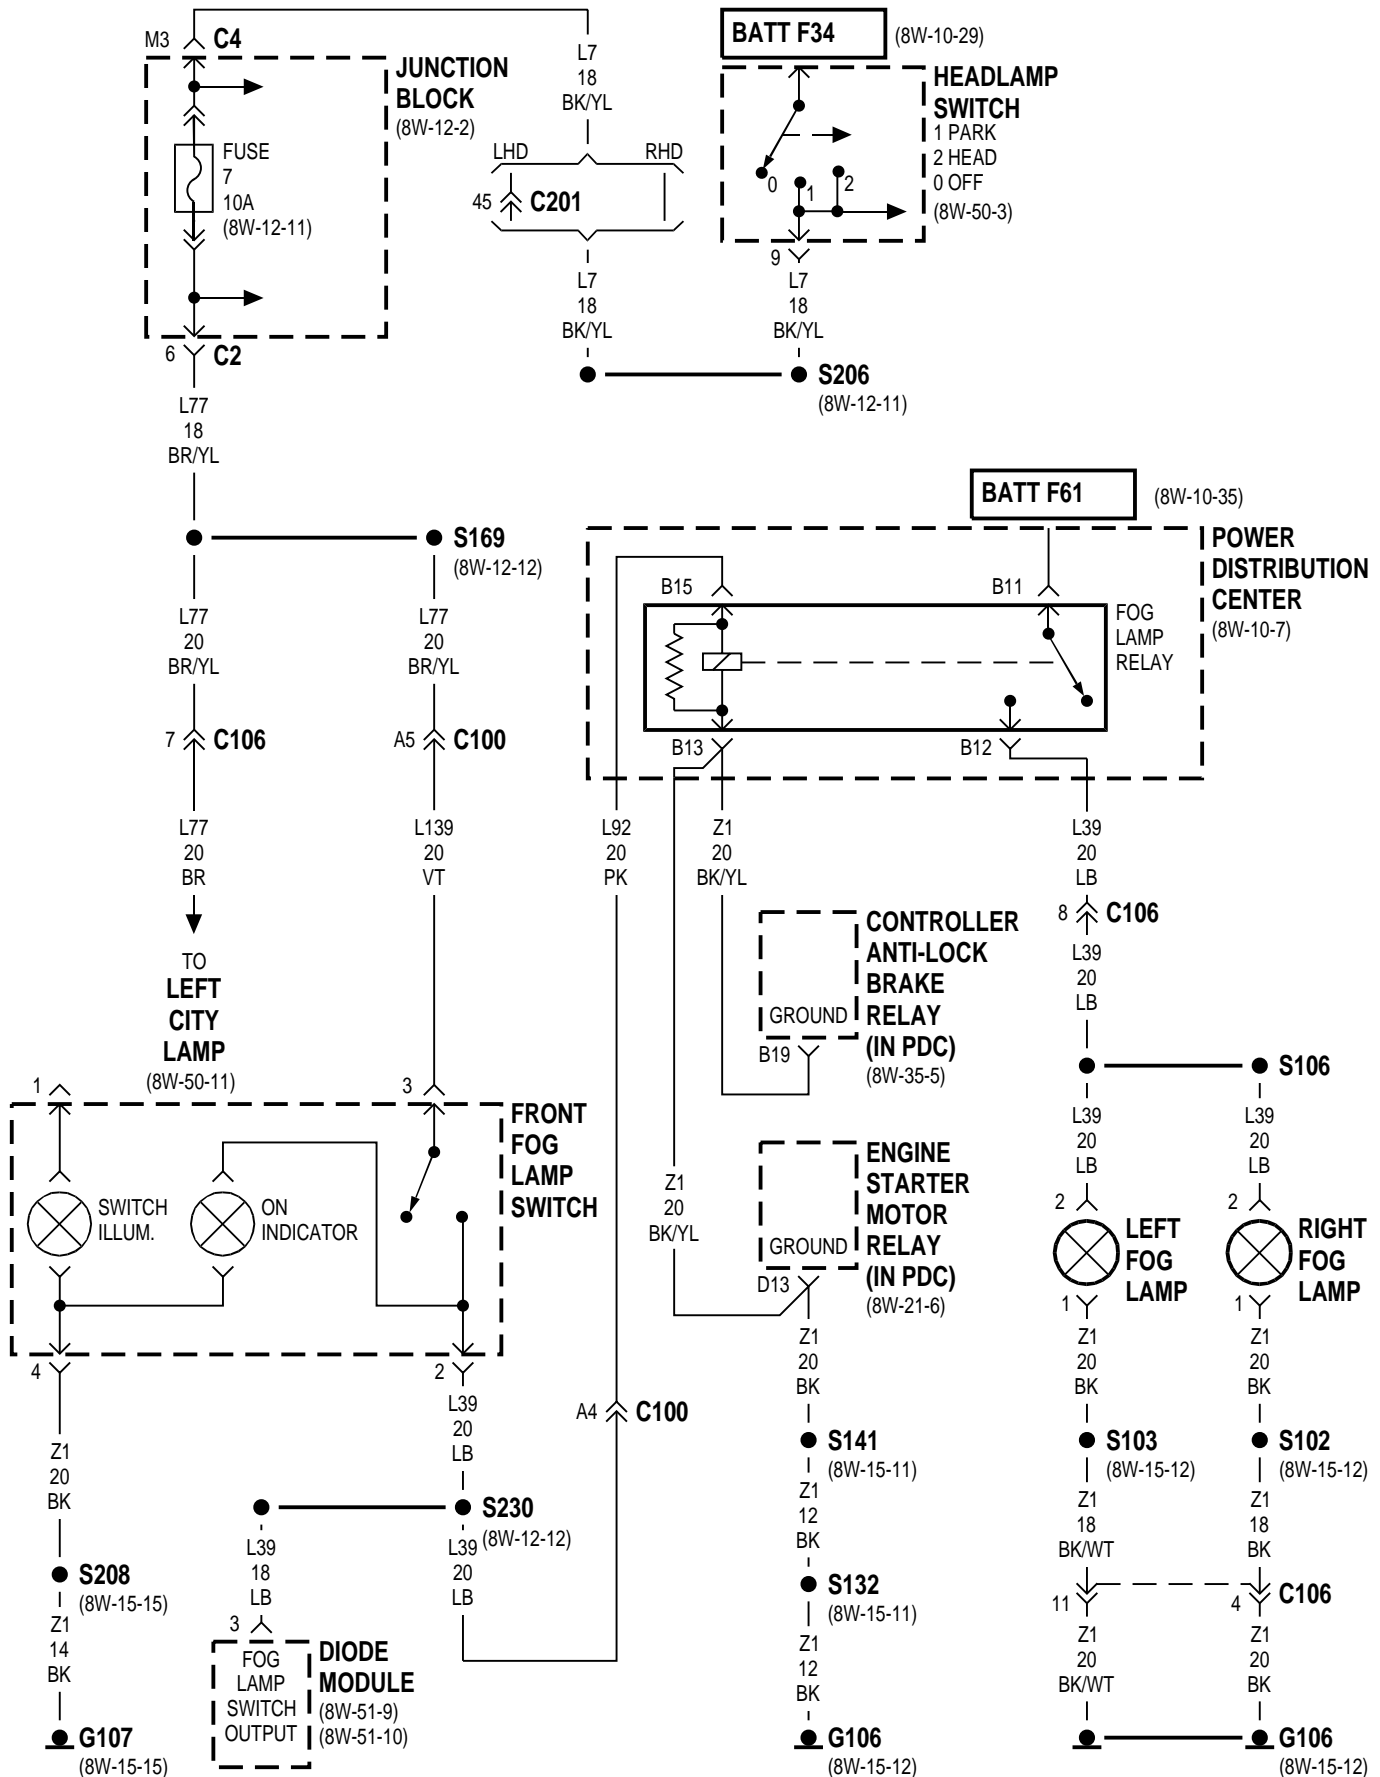 M3
C4
JUNCTION
BLOCK
(8W-12-2)
FUSE
7
10A
(8W-12-11)
6
C2
L7
18
BK/YL
LHD
RHD
45
C201
L7
18
BK/YL
BATT F34
(8W-10-29)
HEADLAMP
SWITCH
1 PARK
2 HEAD
0 OFF
(8W-50-3)
0
1
2
9
L7
18
BK/YL
S206
(8W-12-11)
L77
18
BR/YL
S169
(8W-12-12)
L77
20
BR/YL
L77
20
BR/YL
7
C106
A5
C100
L77
20
BR
L139
20
VT
TO
LEFT
CITY
LAMP
(8W-50-11)
BATT F61
(8W-10-35)
POWER
DISTRIBUTION
CENTER
(8W-10-7)
B15
B11
FOG
LAMP
RELAY
B13
B12
L92
20
PK
Z1
20
BK/YL
L39
20
LB
8
C106
L39
20
LB
CONTROLLER
ANTI-LOCK
BRAKE
RELAY
(IN PDC)
(8W-35-5)
GROUND
B19
S106
L39
20
LB
L39
20
LB
1
3
FRONT
FOG
LAMP
SWITCH
SWITCH
ILLUM.
ON
INDICATOR
4
2
Z1
20
BK/YL
ENGINE
STARTER
MOTOR
RELAY
(IN PDC)
(8W-21-6)
GROUND
D13
2
LEFT
FOG
LAMP
1
2
RIGHT
FOG
LAMP
1
Z1
20
BK
Z1
20
BK
Z1
20
BK
L39
20
LB
A4
C100
S141
(8W-15-11)
S103
(8W-15-12)
S102
(8W-15-12)
Z1
20
BK
S230
(8W-12-12)
Z1
12
BK
Z1
18
BK/WT
Z1
18
BK
L39
18
LB
L39
20
LB
S208
(8W-15-15)
S132
(8W-15-11)
11
4
C106
Z1
14
BK
3
FOG
LAMP
SWITCH
OUTPUT
DIODE
MODULE
(8W-51-9)
(8W-51-10)
Z1
12
BK
Z1
20
BK/WT
Z1
20
BK
G107
(8W-15-15)
G106
(8W-15-12)
G106
(8W-15-12)